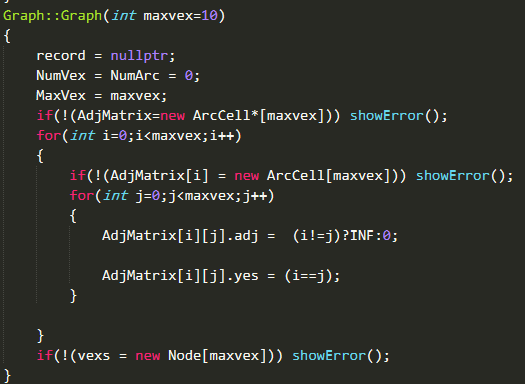 }
Graph::Graph(int maxvex=10)
{
    record = nullptr;
    NumVex = NumArc = 0;
    MaxVex = maxvex;
    if(!(AdjMatrix=new ArcCell*[maxvex])) showError();
    for(int i=0;i<maxvex;i++)
    {
        if(!(AdjMatrix[i] = new ArcCell[maxvex])) showError();
        for(int j=0;j<maxvex;j++)
        {
            AdjMatrix[i][j].adj =  (i!=j)?INF:0;
            AdjMatrix[i][j].yes = (i==j);
        }
    }
    if(!(vexs = new Node[maxvex])) showError();
}